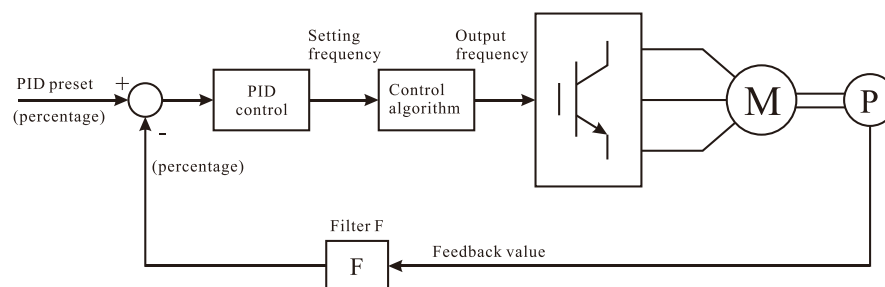 PID preset
(percentage)
+
-
(percentage)
PID
control
Setting
frequency
Control
algorithm
Output
frequency
M
P
Filter F
F
Feedback value